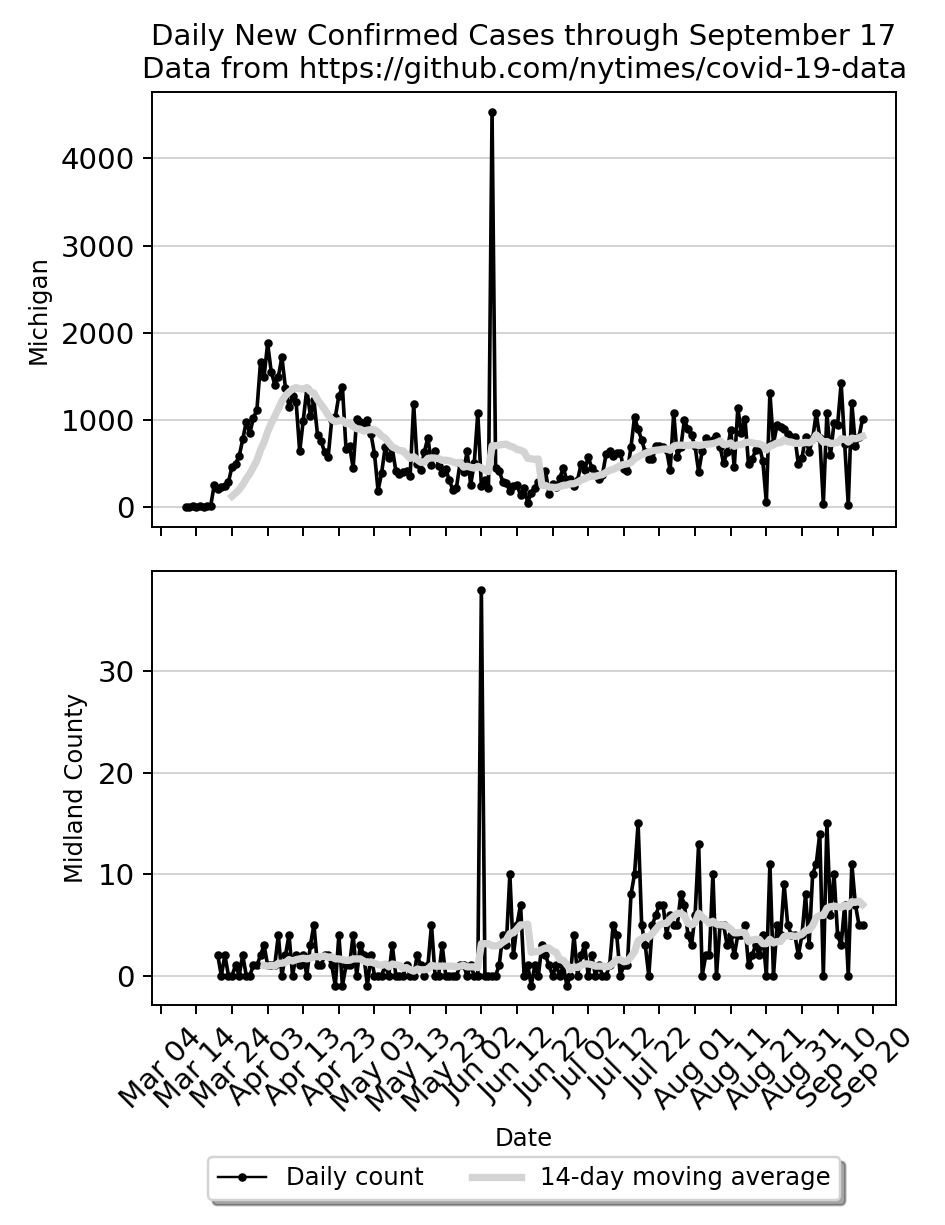 Daily New Confirmed Cases through September 17
Data from https://github.com/nytimes/covid-19-data
Michigan
4000
3000
2000
1000
0
Midland County
30
20
10
0
Mar 04
Mar 14
Mar 24
Apr 03
Apr 13
Apr 23
May 03
May 13
May 23
Jun 02
Jun 12
Jun 22
Jul 02
Jul 12
Jul 22
Aug 01
Aug 11
Aug 21
Aug 31
Sep 10
Sep 20
Date
Daily count
14-day moving average